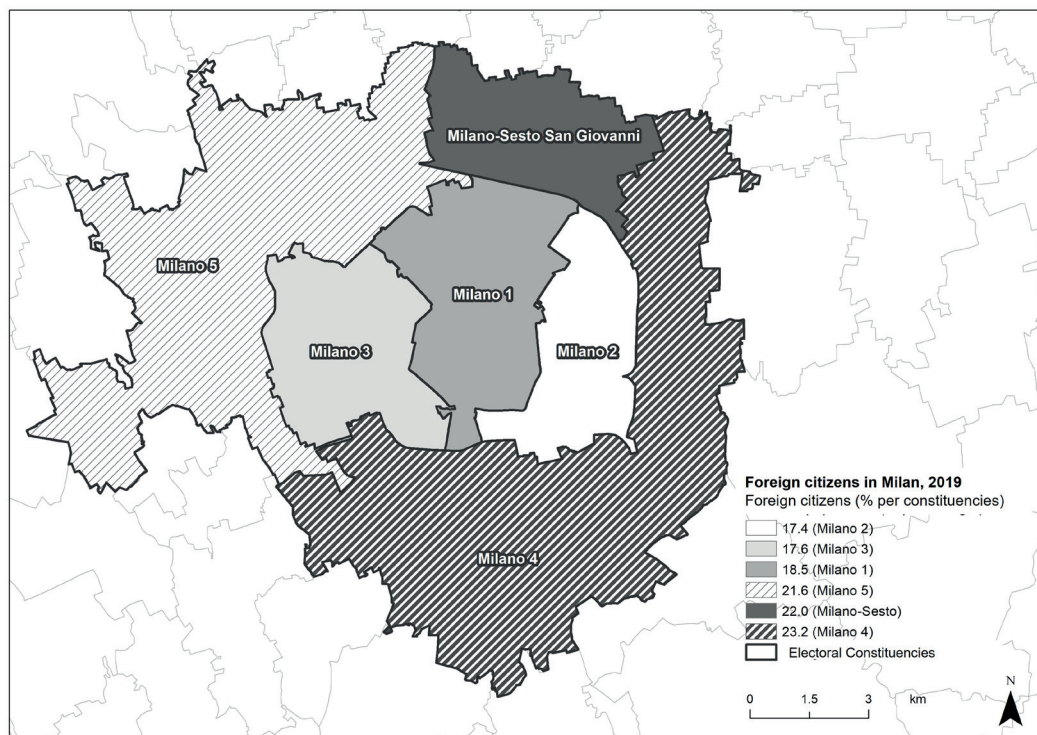 Milano-Sesto San Giovanni
Milano 5
Milano 1
Milano 3
Milano 2
Milano 4
Foreign citizens in Milan, 2019
Foreign citizens (% per constituencies)
17.4 (Milano 2)
17.6 (Milano 3)
18.5 (Milano 1)
21.6 (Milano 5)
22.0 (Milano-Sesto)
23.2 (Milano 4)
Electoral Constituencies
N
0 1.5 3 km